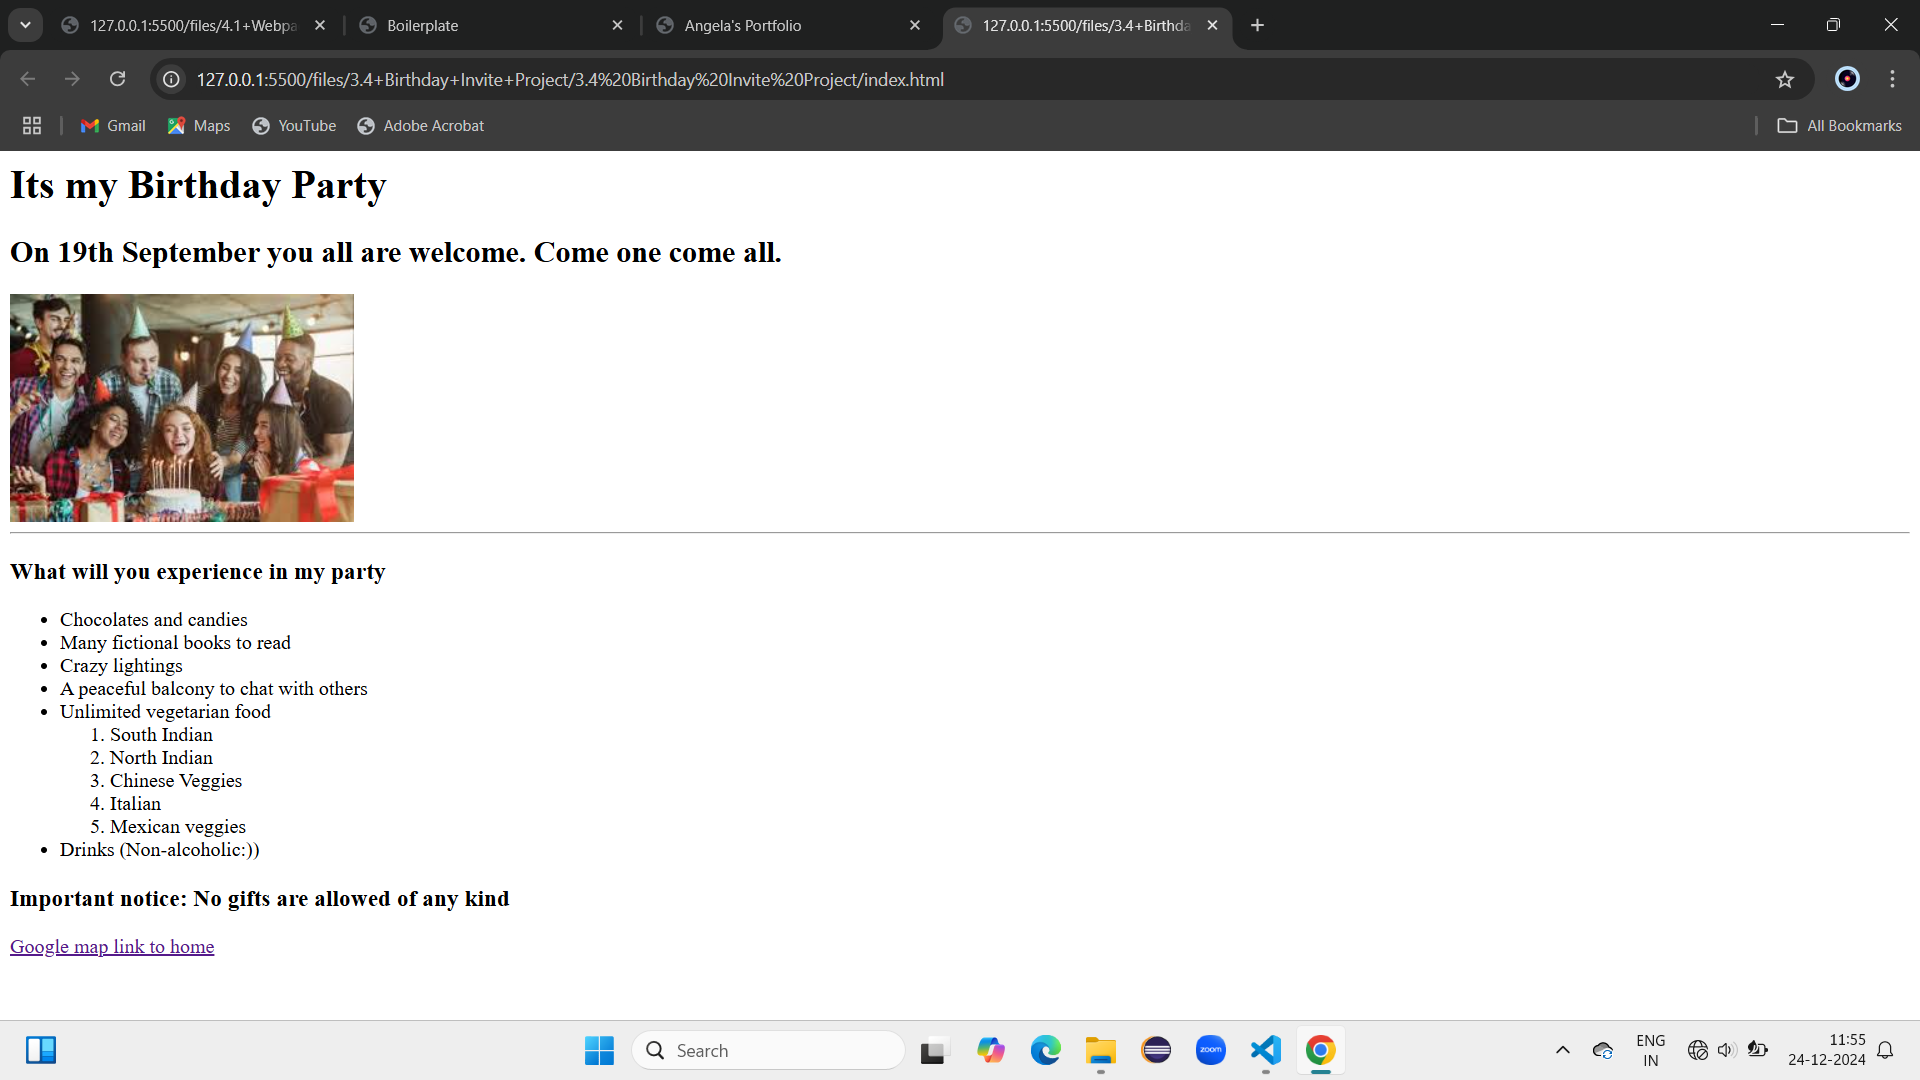 127.0.0.1:5500/files/4.1+Webpa
Boilerplate
Angela's Portfolio
127.0.0.1:5500/files/3.4+Birthda
127.0.0.1:5500/files/3.4+Birthday+Invite+Project/3.4%20Birthday%20Invite%20Project/index.html
Gmail
Maps
YouTube
Adobe Acrobat
All Bookmarks
Its my Birthday Party
On 19th September you all are welcome. Come one come all.
What will you experience in my party
• Chocolates and candies
• Many fictional books to read
• Crazy lightings
• A peaceful balcony to chat with others
• Unlimited vegetarian food
1. South Indian
2. North Indian
3. Chinese Veggies
4. Italian
5. Mexican veggies
• Drinks (Non-alcoholic:))
Important notice: No gifts are allowed of any kind
Google map link to home
Search
zoom
ENG
IN
11:55
24-12-2024